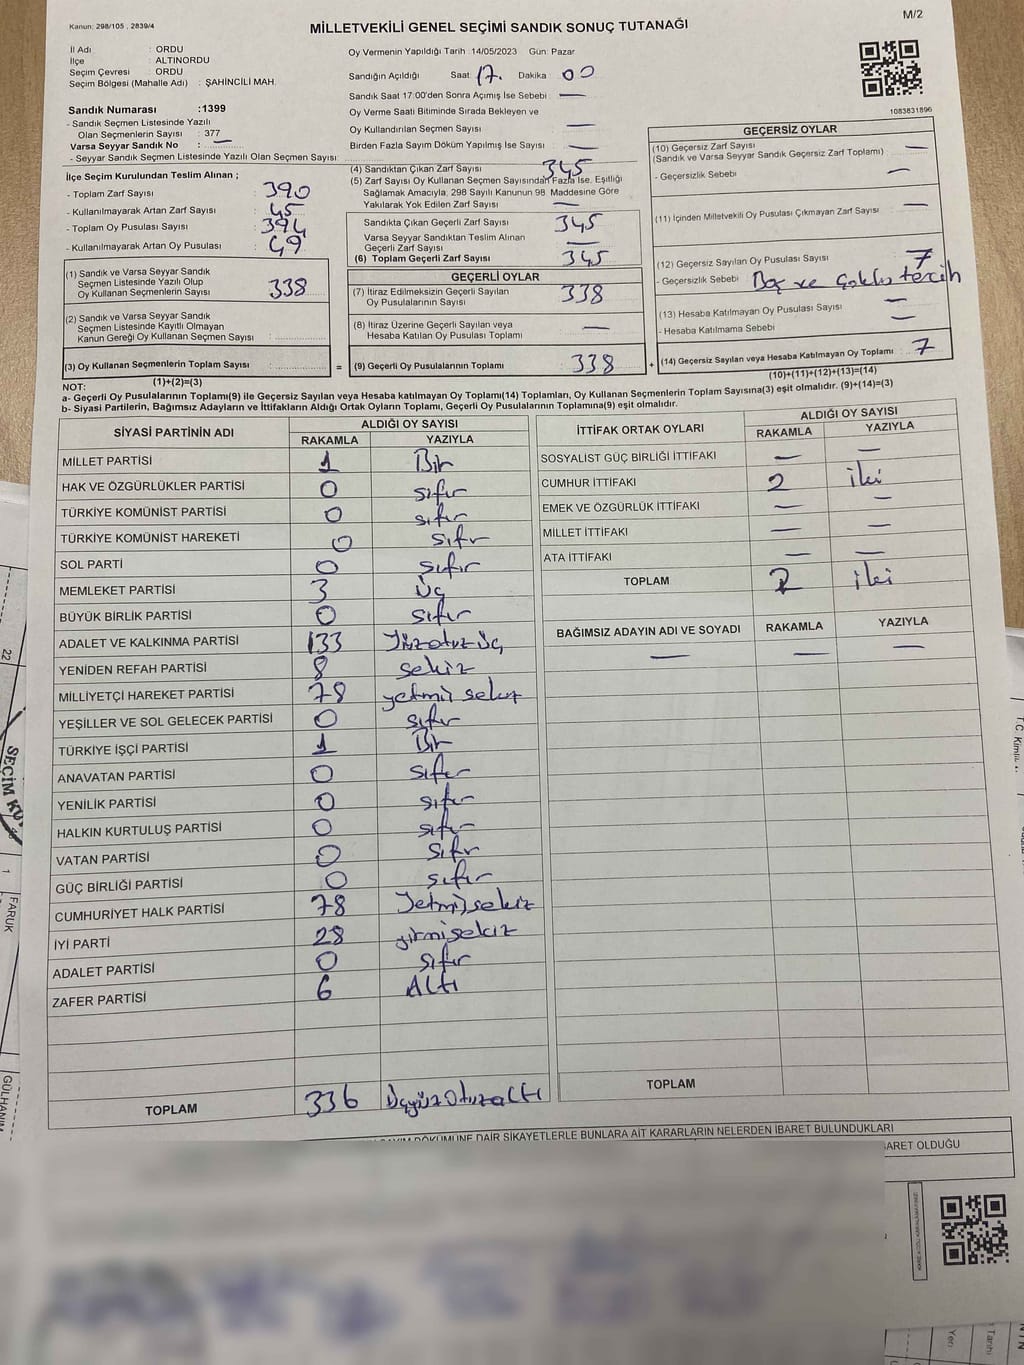 Kanun: 298/105 , 2839/4
M/2
MİLLETVEKİLİ GENEL SEÇİMİ SANDIK SONUÇ TUTANAĞI
İl Adı : ORDU
İlçe : ALTINORDU
Seçim Çevresi : ORDU
Seçim Bölgesi (Mahalle Adı) : ŞAHİNCİLİ MAH.
Sandık Numarası :1399
- Sandık Seçmen Listesinde Yazılı
Olan Seçmenlerin Sayısı : 377
Varsa Seyyar Sandık No : —
- Seyyar Sandık Seçmen Listesinde Yazılı Olan Seçmen Sayısı:
İlçe Seçim Kurulundan Teslim Alınan ;
- Toplam Zarf Sayısı : 390
- Kullanılmayarak Artan Zarf Sayısı : 45
- Toplam Oy Pusulası Sayısı : 394
- Kullanılmayarak Artan Oy Pusulası : 49
(1) Sandık ve Varsa Seyyar Sandık
Seçmen Listesinde Yazılı Olup
Oy Kullanan Seçmenlerin Sayısı : 338
(2) Sandık ve Varsa Seyyar Sandık
Seçmen Listesinde Kayıtlı Olmayan
Kanun Gereği Oy Kullanan Seçmen Sayısı :
(3) Oy Kullanan Seçmenlerin Toplam Sayısı :
(1)+(2)=(3)
Oy Vermenin Yapıldığı Tarih 14/05/2023 Gün: Pazar
Sandığın Açıldığı Saat: 17. Dakika : 00
Sandık Saat 17:00'den Sonra Açımış İse Sebebi : —
Oy Verme Saati Bitiminde Sırada Bekleyen ve
Oy Kullandırılan Seçmen Sayısı : —
Birden Fazla Sayım Döküm Yapılmış İse Sayısı : —
(4) Sandıktan Çıkan Zarf Sayısı : 345
(5) Zarf Sayısı Oy Kullanan Seçmen Sayısından Fazla İse, Eşitliği
Sağlamak Amacıyla, 298 Sayılı Kanunun 98. Maddesine Göre
Yakılarak Yok Edilen Zarf Sayısı : —
Sandıkta Çıkan Geçerli Zarf Sayısı : 345
Varsa Seyyar Sandıktan Teslim Alınan
Geçerli Zarf Sayısı : —
(6) Toplam Geçerli Zarf Sayısı : 345
GEÇERLİ OYLAR
(7) İtiraz Edilmeksizin Geçerli Sayılan
Oy Pusulalarının Sayısı : 338
(8) İtiraz Üzerine Geçerli Sayılan veya
Hesaba Katılan Oy Pusulası Toplamı : —
= (9) Geçerli Oy Pusulalarının Toplamı : 338 +
1083831896
GEÇERSİZ OYLAR
(10) Geçersiz Zarf Sayısı : —
(Sandık ve Varsa Seyyar Sandık Geçersiz Zarf Toplamı)
- Geçersizlik Sebebi : —
(11) İçinden Milletvekili Oy Pusulası Çıkmayan Zarf Sayısı : —
(12) Geçersiz Sayılan Oy Pusulası Sayısı : 7
- Geçersizlik Sebebi : Boş ve Çoklu tercih
(13) Hesaba Katılmayan Oy Pusulası Sayısı : —
- Hesaba Katılmama Sebebi : —
(14) Geçersiz Sayılan veya Hesaba Katılmayan Oy Toplamı : 7
(10)+(11)+(12)+(13)=(14)
NOT:
a- Geçerli Oy Pusulalarının Toplamı(9) ile Geçersiz Sayılan veya Hesaba katılmayan Oy Toplamı(14) Toplamları, Oy Kullanan Seçmenlerin Toplam Sayısına(3) eşit olmalıdır. (9)+(14)=(3)
b- Siyasi Partilerin, Bağımsız Adayların ve İttifakların Aldığı Ortak Oyların Toplamı, Geçerli Oy Pusulalarının Toplamına(9) eşit olmalıdır.
SİYASİ PARTİNİN ADI ALDIĞI OY SAYISI
RAKAMLA YAZIYLA
MİLLET PARTİSİ 1 Bir
HAK VE ÖZGÜRLÜKLER PARTİSİ 0 sıfır
TÜRKİYE KOMÜNİST PARTİSİ 0 sıfır
TÜRKİYE KOMÜNİST HAREKETİ 0 sıfır
SOL PARTİ 0 sıfır
MEMLEKET PARTİSİ 3 üç
BÜYÜK BİRLİK PARTİSİ 0 sıfır
ADALET VE KALKINMA PARTİSİ 133 Yüzotuzüç
YENİDEN REFAH PARTİSİ 8 sekiz
MİLLİYETÇİ HAREKET PARTİSİ 78 yetmiş sekiz
YEŞİLLER VE SOL GELECEK PARTİSİ 0 sıfır
TÜRKİYE İŞÇİ PARTİSİ 1 Bir
ANAVATAN PARTİSİ 0 sıfır
YENİLİK PARTİSİ 0 sıfır
HALKIN KURTULUŞ PARTİSİ 0 sıfır
VATAN PARTİSİ 0 sıfır
GÜÇ BİRLİĞİ PARTİSİ 0 sıfır
CUMHURİYET HALK PARTİSİ 78 Yetmişsekiz
İYİ PARTİ 28 yirmisekiz
ADALET PARTİSİ 0 sıfır
ZAFER PARTİSİ 6 Altı
TOPLAM 336 üçyüzotuzaltı
İTTİFAK ORTAK OYLARI ALDIĞI OY SAYISI
RAKAMLA YAZIYLA
SOSYALİST GÜÇ BİRLİĞİ İTTİFAKI — —
CUMHUR İTTİFAKI 2 iki
EMEK VE ÖZGÜRLÜK İTTİFAKI — —
MİLLET İTTİFAKI — —
ATA İTTİFAKI — —
TOPLAM 2 iki
BAĞIMSIZ ADAYIN ADI VE SOYADI RAKAMLA YAZIYLA
— — —
TOPLAM
DÖKÜMÜNE DAİR ŞİKAYETLERLE BUNLARA AİT KARARLARIN NELERDEN İBARET BULUNDUKLARI
BARET OLDUĞU
22
SEÇİM KU
1
FARUK
GÜLHANIM
T.C. Kimlik
Yeri
Tarihi